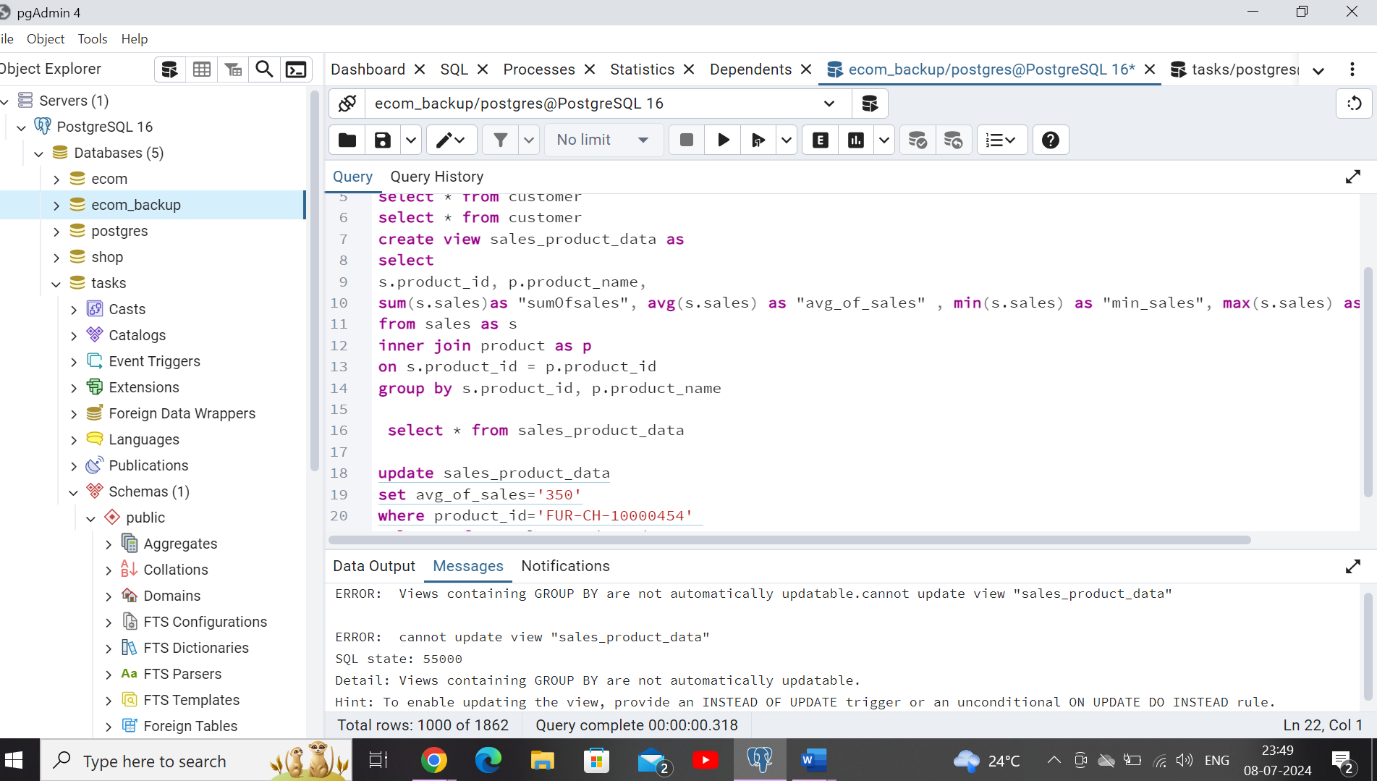 pgAdmin 4
ile Object Tools Help
Object Explorer
Dashboard SQL Processes Statistics Dependents ecom_backup/postgres@PostgreSQL 16* tasks/postgres
Servers (1)
PostgreSQL 16
Databases (5)
ecom
ecom_backup
postgres
shop
tasks
Casts
Catalogs
Event Triggers
Extensions
Foreign Data Wrappers
Languages
Publications
Schemas (1)
public
Aggregates
Collations
Domains
FTS Configurations
FTS Dictionaries
Aa FTS Parsers
FTS Templates
Foreign Tables
ecom_backup/postgres@PostgreSQL 16
No limit
E
Query Query History
5 select * from customer
6 select * from customer
7 create view sales_product_data as
8 select
9 s.product_id, p.product_name,
10 sum(s.sales)as "sumOfsales", avg(s.sales) as "avg_of_sales" , min(s.sales) as "min_sales", max(s.sales) as
11 from sales as s
12 inner join product as p
13 on s.product_id = p.product_id
14 group by s.product_id, p.product_name
15
16 select * from sales_product_data
17
18 update sales_product_data
19 set avg_of_sales='350'
20 where product_id='FUR-CH-10000454'
Data Output Messages Notifications
ERROR: Views containing GROUP BY are not automatically updatable.cannot update view "sales_product_data"
ERROR: cannot update view "sales_product_data"
SQL state: 55000
Detail: Views containing GROUP BY are not automatically updatable.
Hint: To enable updating the view, provide an INSTEAD OF UPDATE trigger or an unconditional ON UPDATE DO INSTEAD rule.
Total rows: 1000 of 1862 Query complete 00:00:00.318 Ln 22, Col 1
Type here to search
2
W
24°C
ENG
23:49
08-07-2024
2